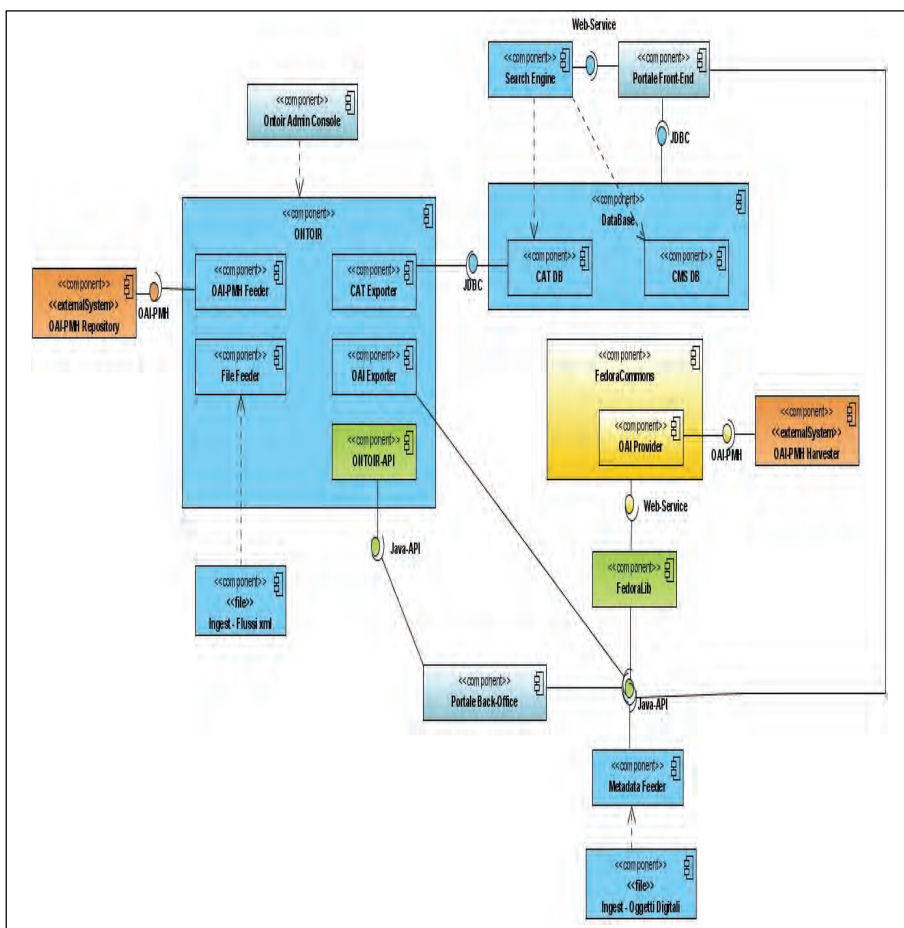 Web-Service
<<component>>
Search Engine
<<component>>
Portale Front-End
<<component>>
Ontoir Admin Console
JDBC
<<component>>
ONTOIR
<<component>>
DataBase
<<component>>
OAI-PMH Feeder
<<component>>
CAT Exporter
JDBC
<<component>>
CAT DB
<<component>>
CMS DB
<<component>>
<<externalSystem>>
OAI-PMH Repository
OAI-PMH
<<component>>
File Feeder
<<component>>
OAI Exporter
<<component>>
FedoraCommons
<<component>>
OAI Provider
OAI-PMH
<<component>>
<<externalSystem>>
OAI-PMH Harvester
<<component>>
ONTOIR-API
Web-Service
Java-API
<<component>>
<<file>>
Ingest - Flussi xml
<<component>>
FedoraLib
<<component>>
Portale Back-Office
Java-API
<<component>>
Metadata Feeder
<<component>>
<<file>>
Ingest - Oggetti Digitali